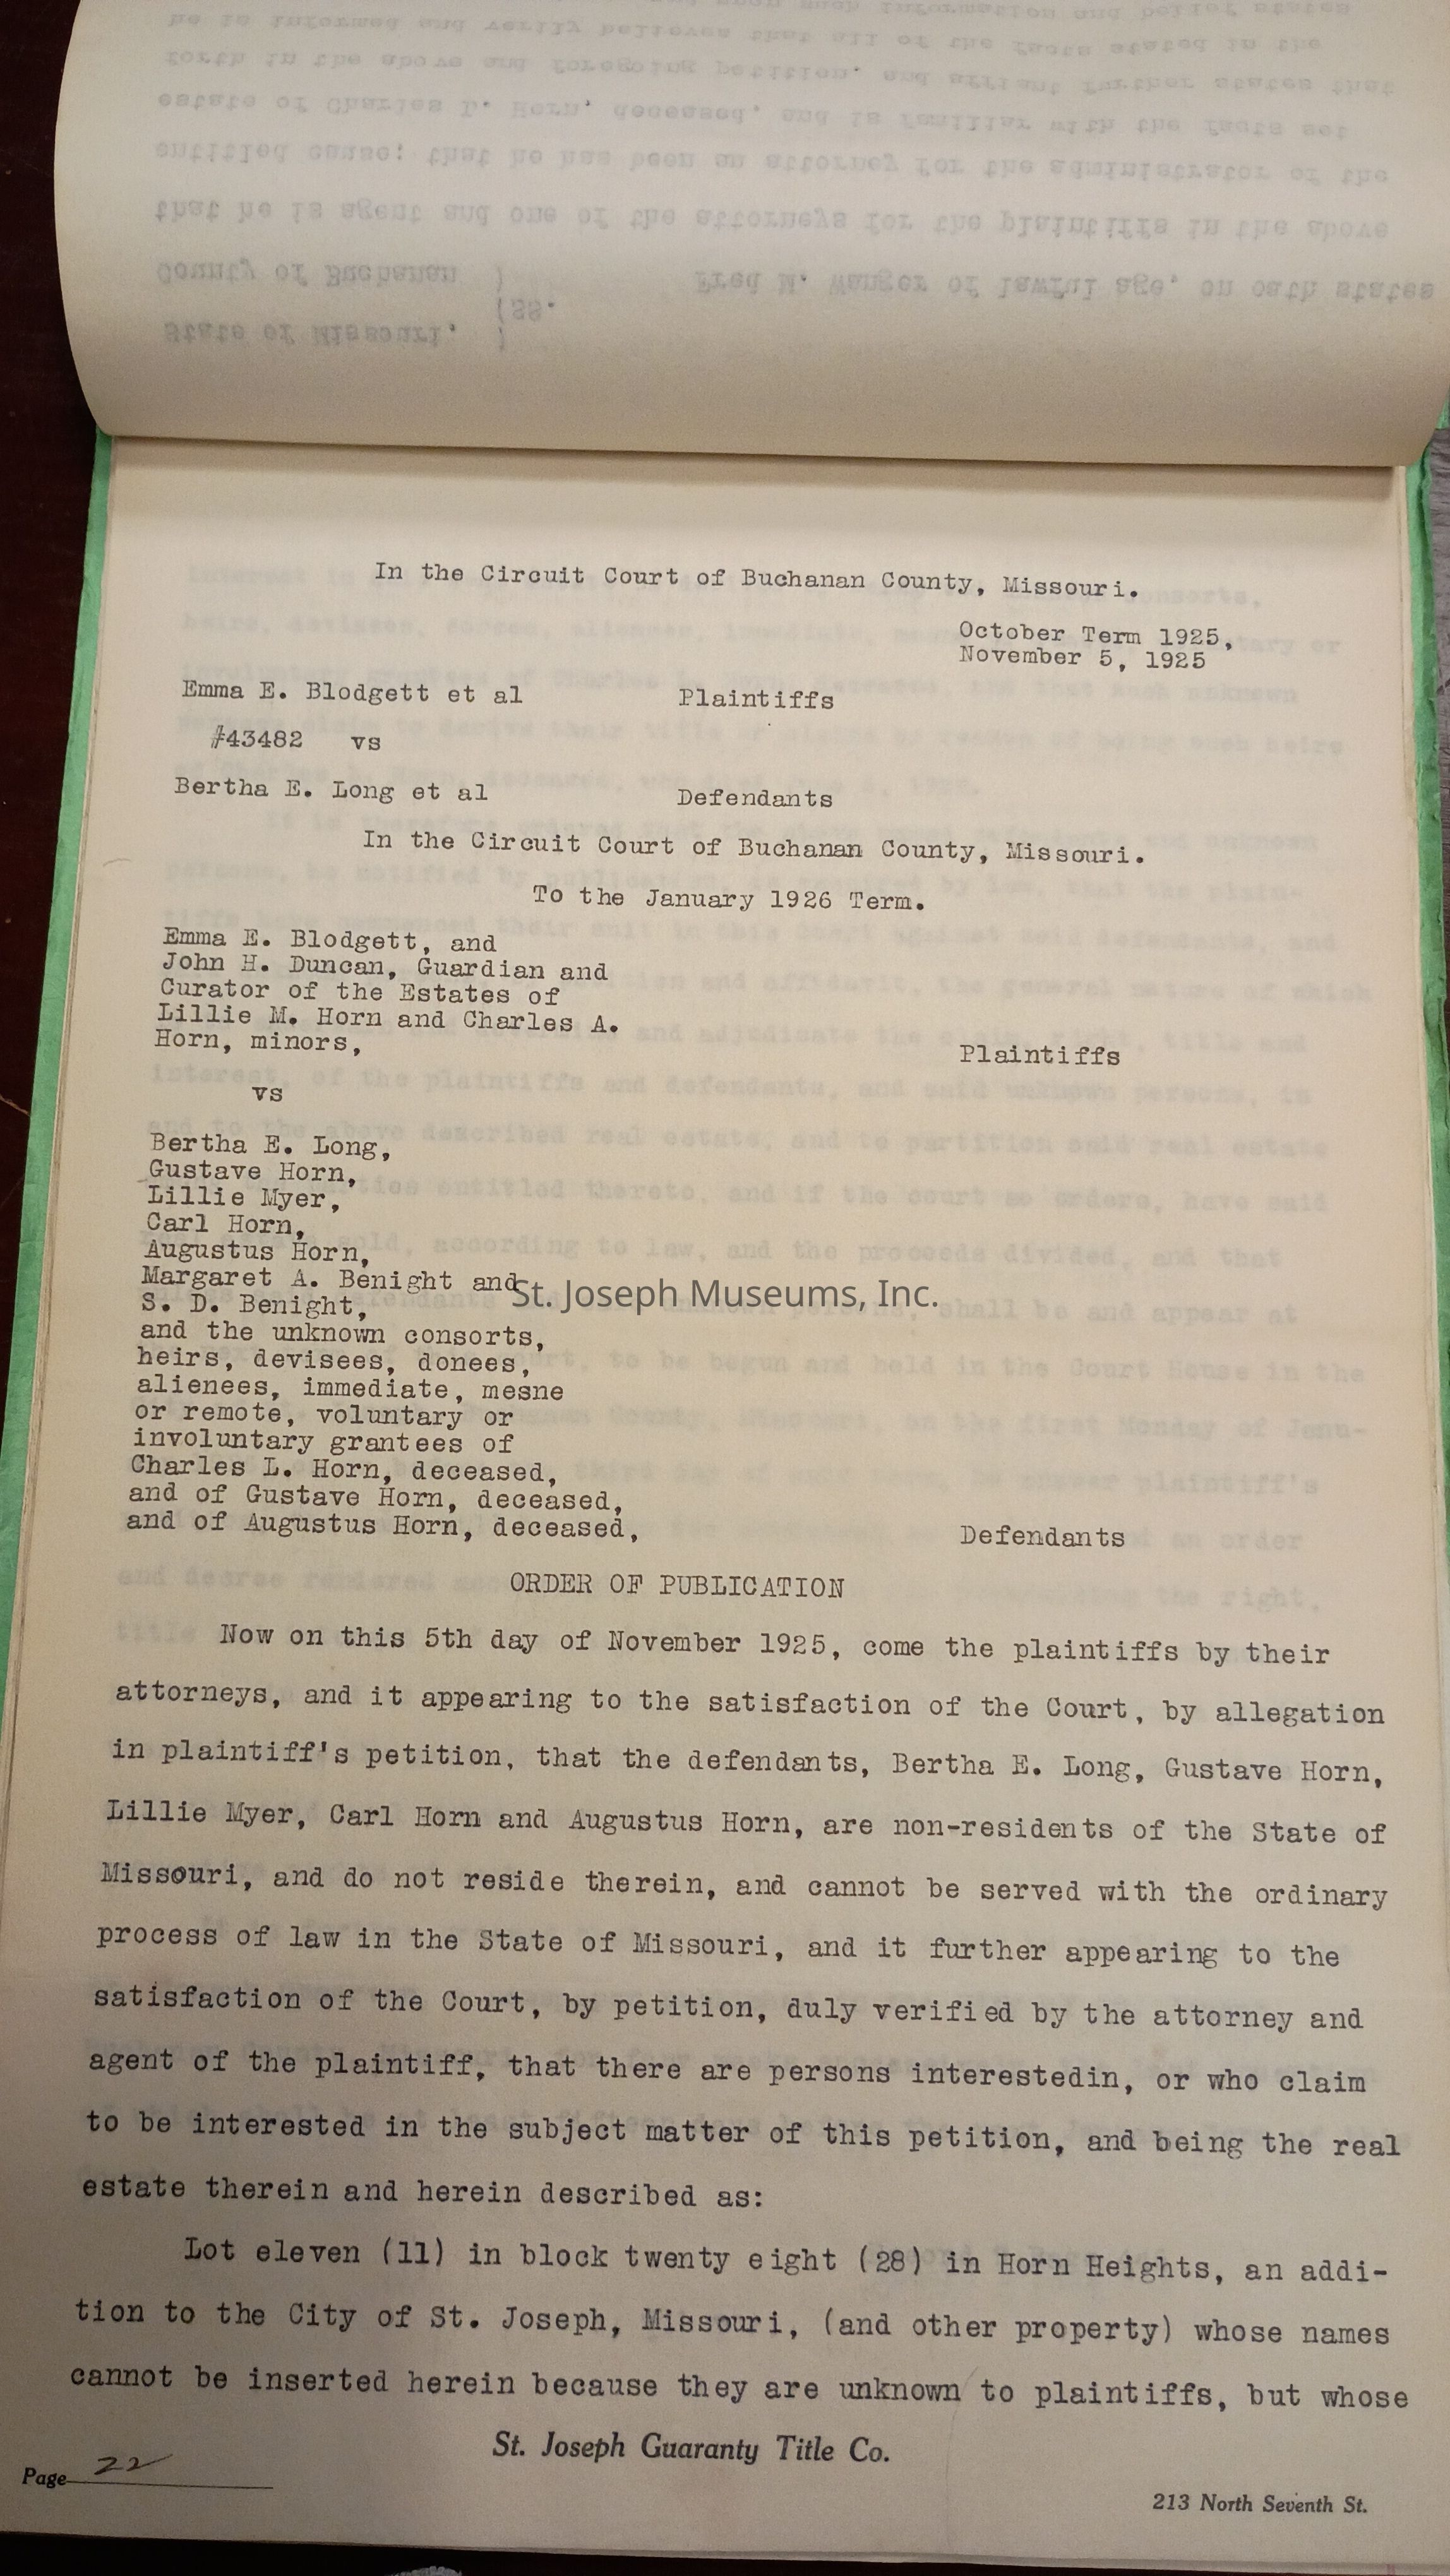 In the Circuit Court of Buchanan County, Missouri.
October Term 1925,
November 5, 1925
Emma E. Blodgett et al Plaintiffs
#43482 vs
Bertha E. Long et al Defendants
In the Circuit Court of Buchanan County, Missouri.
To the January 1926 Term.
Emma E. Blodgett, and
John H. Duncan, Guardian and
Curator of the Estates of
Lillie M. Horn and Charles A.
Horn, minors, Plaintiffs
vs
Bertha E. Long,
Gustave Horn,
Lillie Myer,
Carl Horn,
Augustus Horn,
Margaret A. Benight and
St. Joseph Museums, Inc.
S. D. Benight,
and the unknown consorts,
heirs, devisees, donees,
alienees, immediate, mesne
or remote, voluntary or
involuntary grantees of
Charles L. Horn, deceased,
and of Gustave Horn, deceased,
and of Augustus Horn, deceased, Defendants
ORDER OF PUBLICATION
Now on this 5th day of November 1925, come the plaintiffs by their
attorneys, and it appearing to the satisfaction of the Court, by allegation
in plaintiff's petition, that the defendants, Bertha E. Long, Gustave Horn,
Lillie Myer, Carl Horn and Augustus Horn, are non-residents of the State of
Missouri, and do not reside therein, and cannot be served with the ordinary
process of law in the State of Missouri, and it further appearing to the
satisfaction of the Court, by petition, duly verified by the attorney and
agent of the plaintiff, that there are persons interestedin, or who claim
to be interested in the subject matter of this petition, and being the real
estate therein and herein described as:
Lot eleven (11) in block twenty eight (28) in Horn Heights, an addi-
tion to the City of St. Joseph, Missouri, (and other property) whose names
cannot be inserted herein because they are unknown to plaintiffs, but whose
St. Joseph Guaranty Title Co.
Page 22
213 North Seventh St.